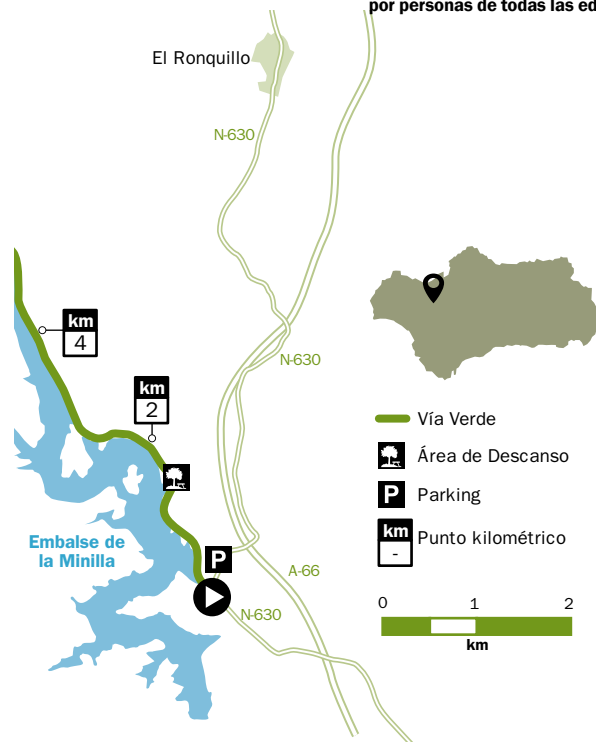 por personas de todas las ed
El Ronquillo
N-630
km
4
N-630
km
2
Vía Verde
Área de Descanso
P
Parking
km
-
Punto kilométrico
Embalse de
la Minilla
P
A-66
N-630
0 1 2
km